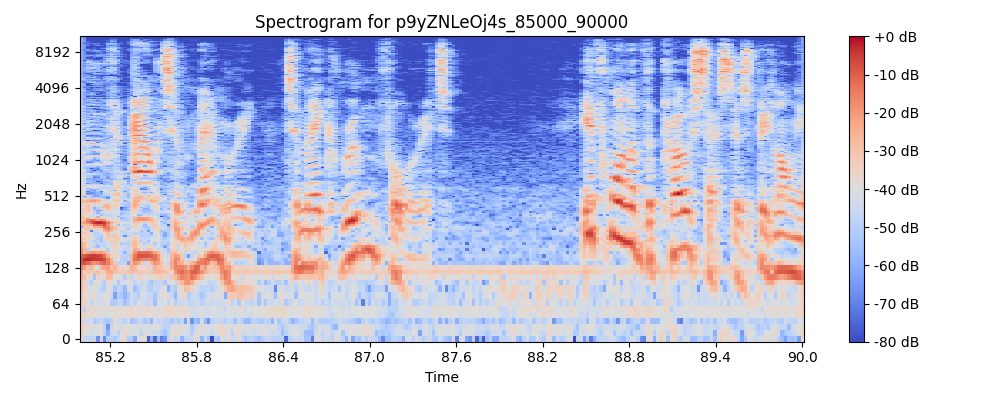 Spectrogram for p9yZNLeOj4s_85000_90000
8192
4096
2048
1024
512
256
128
64
0
Hz
85.2 85.8 86.4 87.0 87.6 88.2 88.8 89.4 90.0
Time
+0 dB
-10 dB
-20 dB
-30 dB
-40 dB
-50 dB
-60 dB
-70 dB
-80 dB